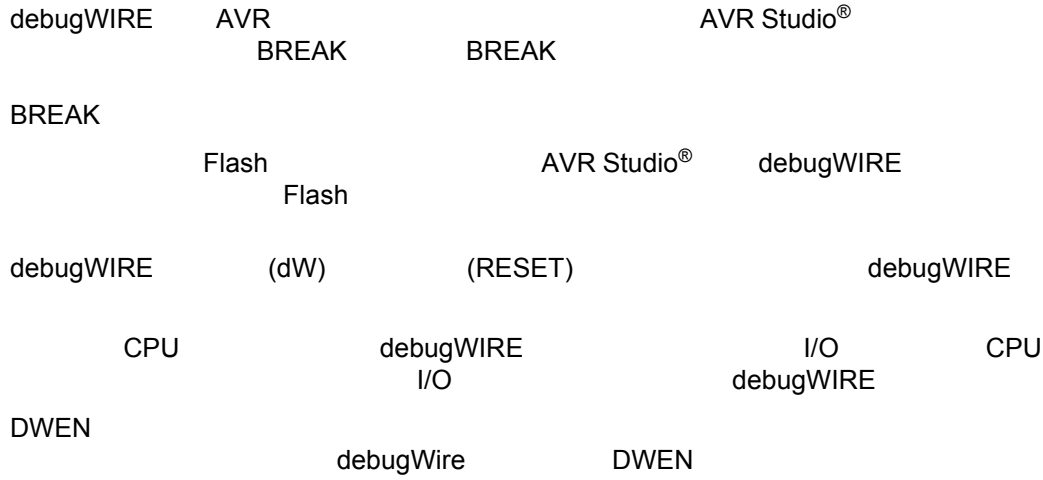 debugWIRE AVR AVR Studio®
BREAK BREAK
BREAK
Flash AVR Studio® debugWIRE
Flash
debugWIRE (dW) (RESET) debugWIRE
CPU debugWIRE I/O CPU
I/O debugWIRE
DWEN
debugWire DWEN